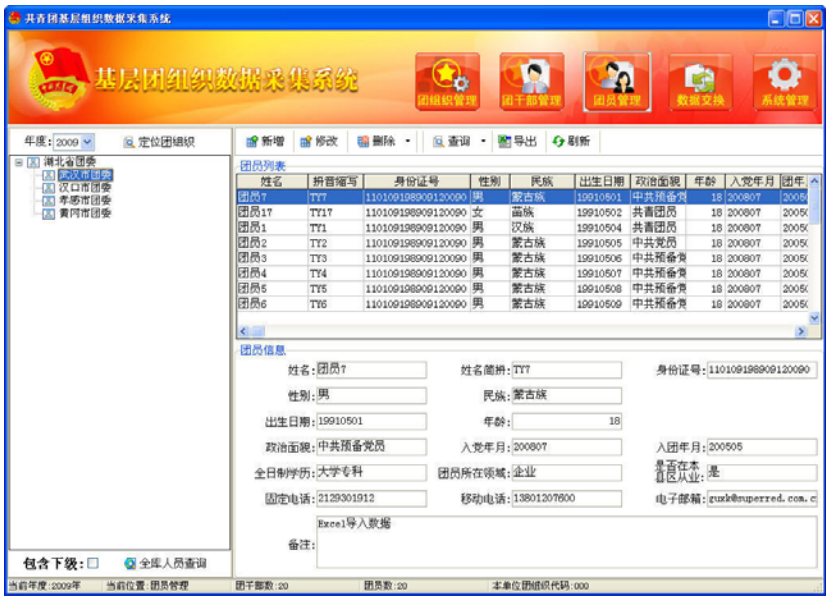 共青团基层组织数据采集系统
基层团组织数据采集系统
团组织管理 团干部管理 团员管理 数据交换 系统管理
年度: 2009 定位团组织 新增 修改 删除 查询 导出 刷新
湖北省团委
武汉市团委
汉口市团委
孝感市团委
黄冈市团委
团员列表
姓名 拼音缩写 身份证号 性别 民族 出生日期 政治面貌 年龄 入党年月 团年
团员7 TY7 110109198909120090 男 蒙古族 19910501 中共预备党 18 200807 20050
团员17 TY17 110109198909120090 女 苗族 19910502 共青团员 18 200807 20050
团员1 TY1 110109198909120090 男 汉族 19910504 共青团员 18 200807 20050
团员2 TY2 110109198909120090 男 蒙古族 19910505 中共党员 18 200807 20050
团员3 TY3 110109198909120090 男 蒙古族 19910506 中共预备党 18 200807 20050
团员4 TY4 110109198909120090 男 蒙古族 19910507 中共预备党 18 200807 20050
团员5 TY5 110109198909120090 男 蒙古族 19910508 中共预备党 18 200807 20050
团员6 TY6 110109198909120090 男 蒙古族 19910509 中共预备党 18 200807 20050
团员信息
姓名: 团员7 姓名简拼: TY7 身份证号: 110109198909120090
性别: 男 民族: 蒙古族
出生日期: 19910501 年龄: 18
政治面貌: 中共预备党员 入党年月: 200807 入团年月: 200505
全日制学历: 大学专科 团员所在领域: 企业 是否在本县区从业: 是
固定电话: 2129301912 移动电话: 13801207600 电子邮箱: guxk@superred.com.c
备注: Excel导入数据
包含下级: 全库人员查询
当前年度:2009年 当前位置:团员管理 团干部数:20 团员数:20 本单位团组织代码:000